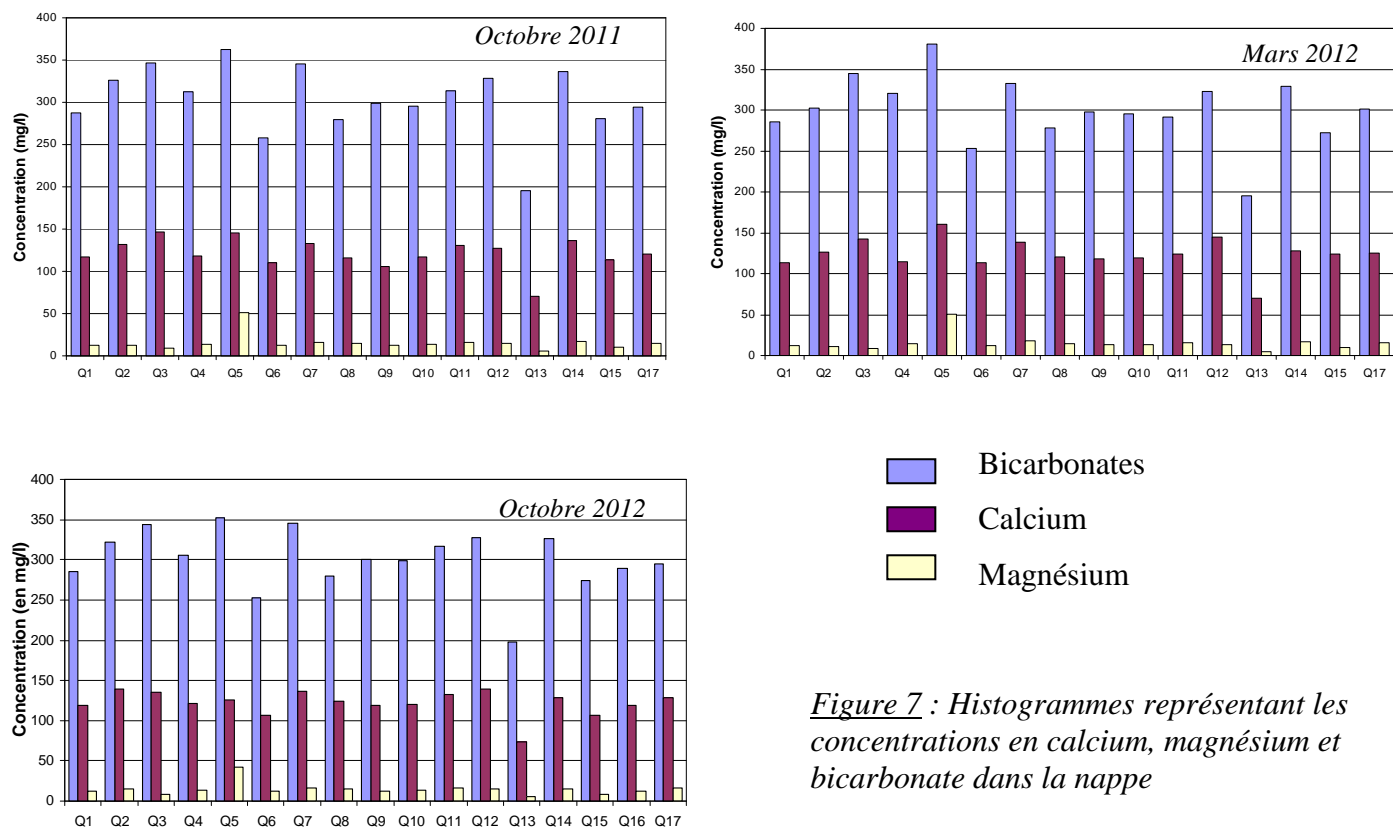 Octobre 2011
Concentration (mg/l)
400
350
300
250
200
150
100
50
0
Q1 Q2 Q3 Q4 Q5 Q6 Q7 Q8 Q9 Q10 Q11 Q12 Q13 Q14 Q15 Q17
Mars 2012
Concentration (mg/l)
400
350
300
250
200
150
100
50
0
Q1 Q2 Q3 Q4 Q5 Q6 Q7 Q8 Q9 Q10 Q11 Q12 Q13 Q14 Q15 Q17
Octobre 2012
Concentration (en mg/l)
400
350
300
250
200
150
100
50
0
Q1 Q2 Q3 Q4 Q5 Q6 Q7 Q8 Q9 Q10 Q11 Q12 Q13 Q14 Q15 Q16 Q17
Bicarbonates
Calcium
Magnésium
Figure 7 : Histogrammes représentant les
concentrations en calcium, magnésium et
bicarbonate dans la nappe